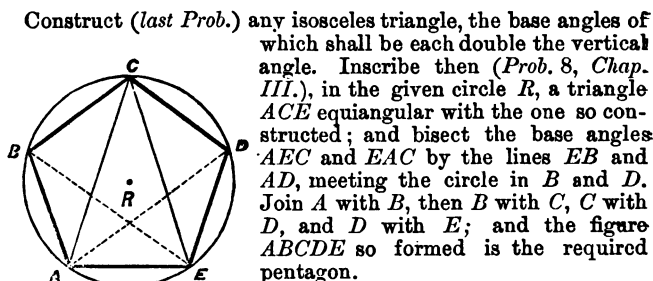 Construct (last Prob.) any isosceles triangle, the base angles of
which shall be each double the vertical
angle. Inscribe then (Prob. 8, Chap.
III.), in the given circle R, a triangle
ACE equiangular with the one so con-
structed; and bisect the base angles
AEC and EAC by the lines EB and
AD, meeting the circle in B and D.
Join A with B, then B with C, C with
D, and D with E; and the figure
ABCDE so formed is the required
pentagon.
C
B
D
R
A
E